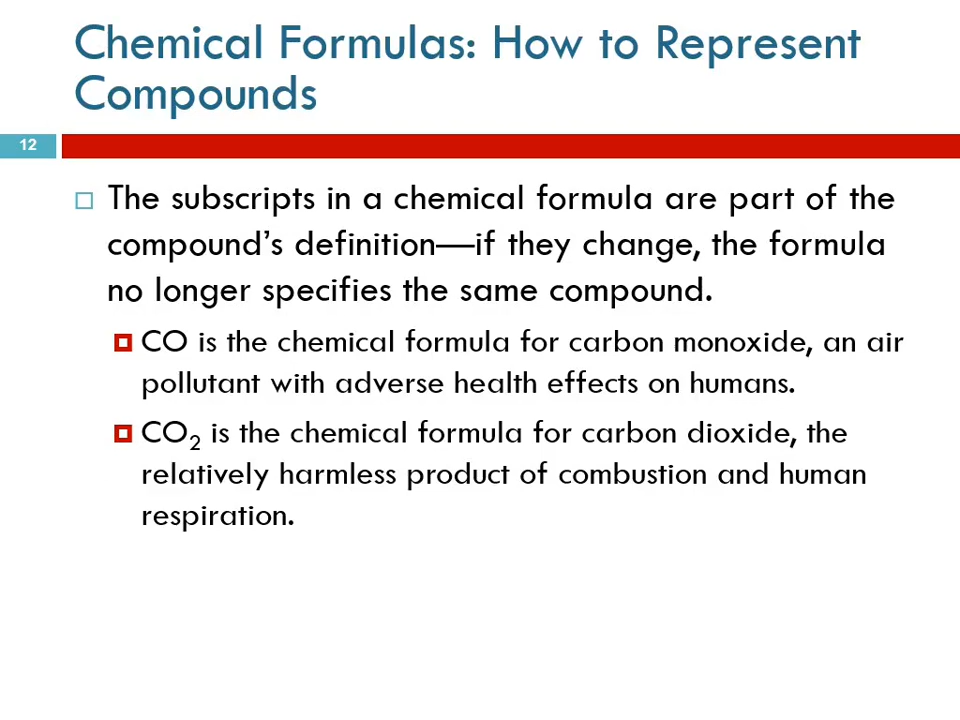 Chemical Formulas: How to Represent
Compounds
12
The subscripts in a chemical formula are part of the
compound’s definition—if they change, the formula
no longer specifies the same compound.
CO is the chemical formula for carbon monoxide, an air
pollutant with adverse health effects on humans.
CO₂ is the chemical formula for carbon dioxide, the
relatively harmless product of combustion and human
respiration.